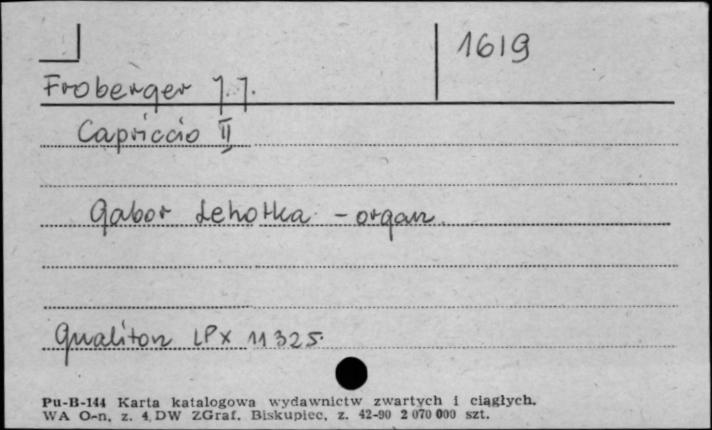 1619
Froberger J.J.
Capriccio II
Gabor Lehotka - organ.
Qualiton LPX 11325.
Pu-B-144 Karta katalogowa wydawnictw zwartych i ciągłych.
WA O-n, z. 4 DW ZGraf. Biskupiec, z. 42-90 2 070 000 szt.